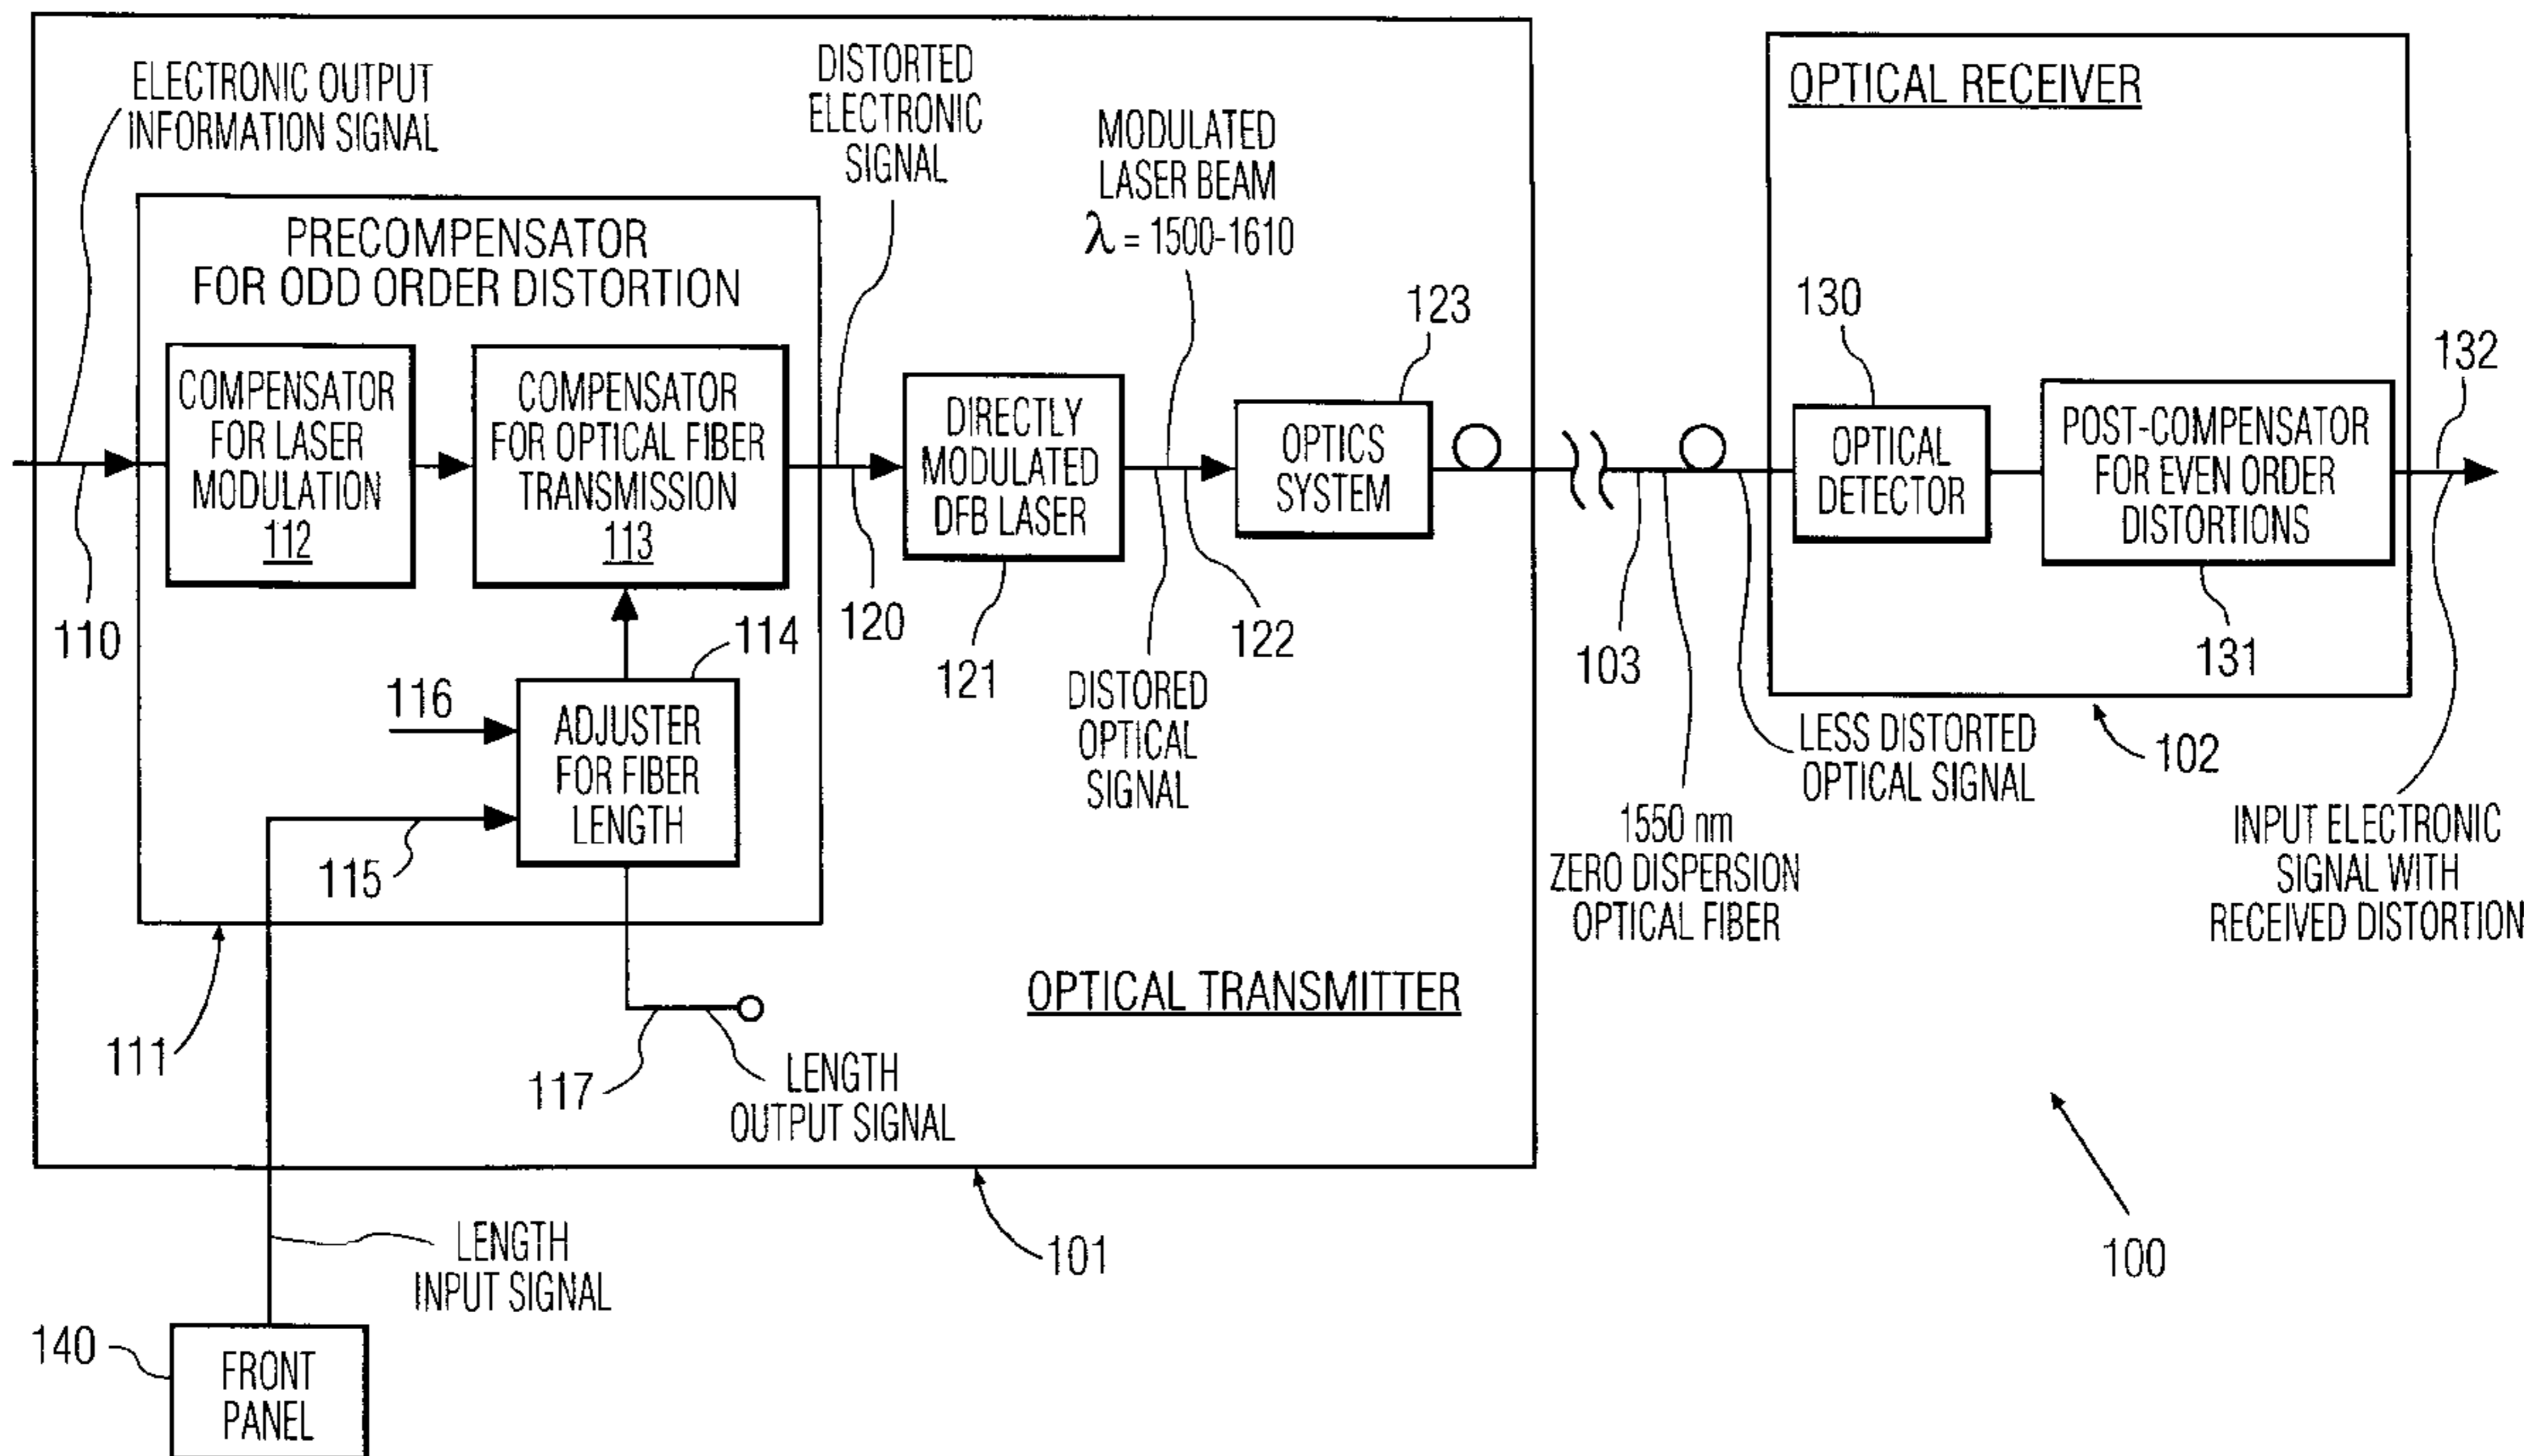 ELECTRONIC OUTPUT
INFORMATION SIGNAL
DISTORTED
ELECTRONIC
SIGNAL
MODULATED
LASER BEAM
λ = 1500-1610
OPTICAL RECEIVER
PRECOMPENSATOR
FOR ODD ORDER DISTORTION
COMPENSATOR
FOR LASER
MODULATION
112
COMPENSATOR
FOR OPTICAL FIBER
TRANSMISSION
113
DIRECTLY
MODULATED
DFB LASER
123
OPTICS
SYSTEM
130
OPTICAL
DETECTOR
POST-COMPENSATOR
FOR EVEN ORDER
DISTORTIONS
132
110
120
121
122
103
131
114
116
ADJUSTER
FOR FIBER
LENGTH
115
DISTORED
OPTICAL
SIGNAL
LESS DISTORTED
OPTICAL SIGNAL
102
1550 nm
ZERO DISPERSION
OPTICAL FIBER
INPUT ELECTRONIC
SIGNAL WITH
RECEIVED DISTORTION
111
117
LENGTH
OUTPUT SIGNAL
OPTICAL TRANSMITTER
101
100
LENGTH
INPUT SIGNAL
140
FRONT
PANEL